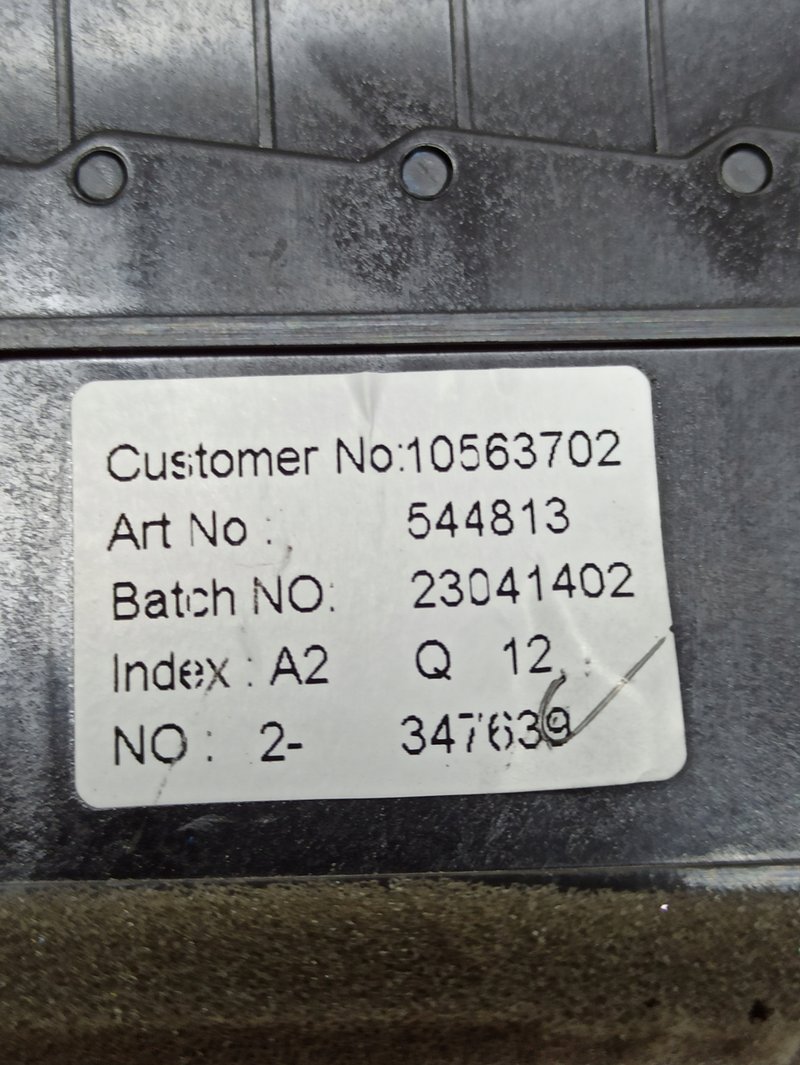 Customer No:10563702
Art No : 544813
Batch NO: 23041402
Index : A2 Q 12
NO : 2- 347639